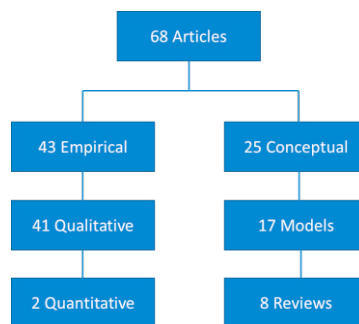 68 Articles
43 Empirical
25 Conceptual
41 Qualitative
17 Models
2 Quantitative
8 Reviews